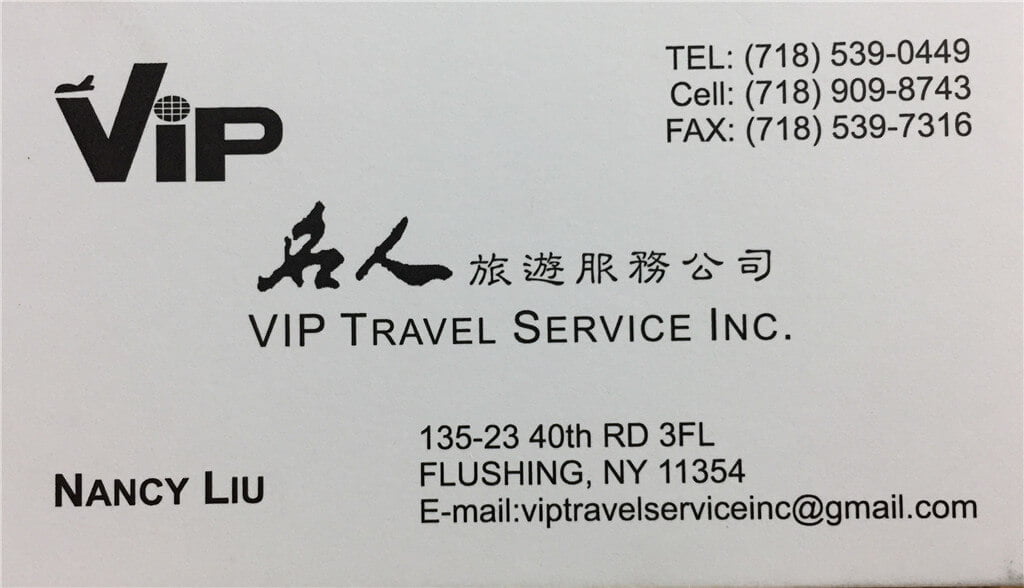 ViP
TEL: (718) 539-0449
Cell: (718) 909-8743
FAX: (718) 539-7316
名人 旅遊服務公司
VIP TRAVEL SERVICE INC.
NANCY LIU
135-23 40th RD 3FL
FLUSHING, NY 11354
E-mail:viptravelserviceinc@gmail.com